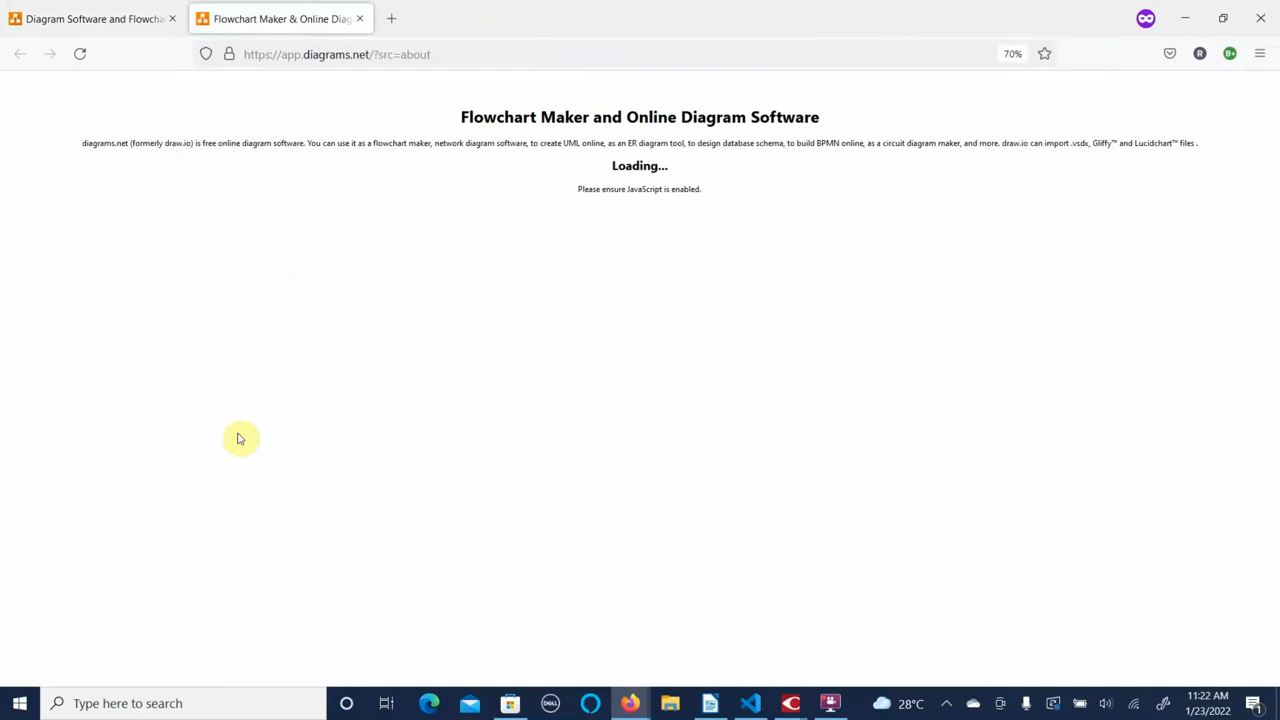 Diagram Software and Flowcha
Flowchart Maker & Online Diag
https://app.diagrams.net/?src=about
70%
R
B+
Flowchart Maker and Online Diagram Software
diagrams.net (formerly draw.io) is free online diagram software. You can use it as a flowchart maker, network diagram software, to create UML online, as an ER diagram tool, to design database schema, to build BPMN online, as a circuit diagram maker, and more. draw.io can import .vsdx, Gliffy™ and Lucidchart™ files .
Loading...
Please ensure JavaScript is enabled.
Type here to search
DELL
28°C
11:22 AM
1/23/2022
1